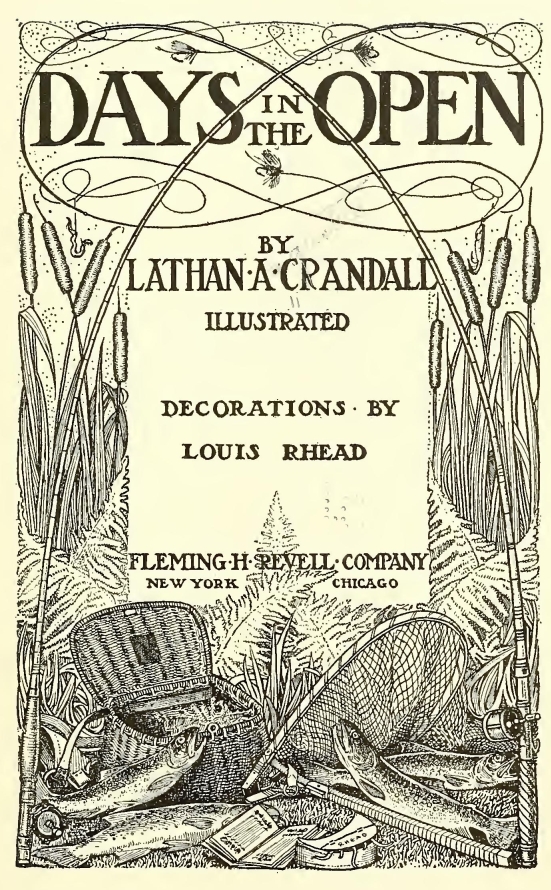 DAYS IN THE OPEN
BY
LATHAN·A·CRANDALL
ILLUSTRATED
DECORATIONS · BY
LOUIS RHEAD
FLEMING·H·REVELL·COMPANY
NEW YORK CHICAGO